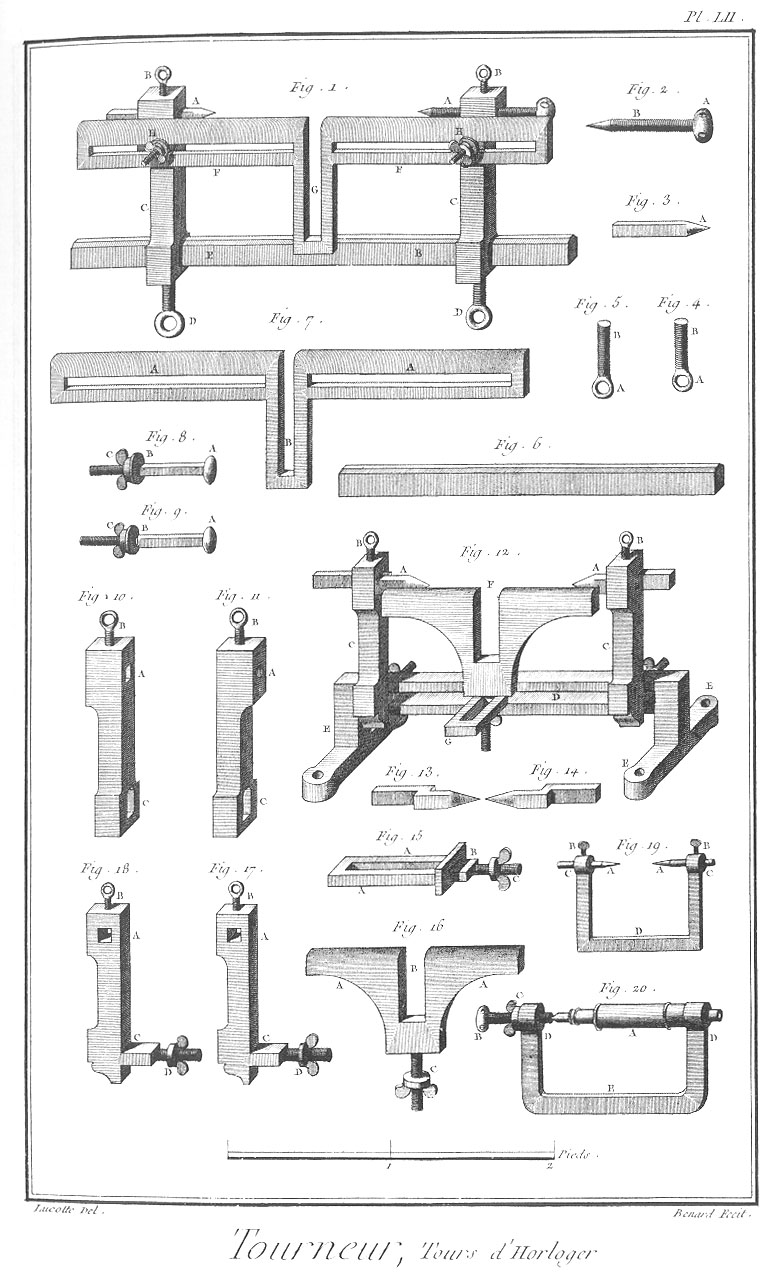 Pl. LII.
Fig. 1.
B
A
B
A
H
H
F
F
G
C
C
E
E
D
D
Fig. 2.
B
A
Fig. 3.
A
Fig. 5.
Fig. 4.
B
A
B
A
Fig. 7.
A
A
B
Fig. 8.
C
B
A
Fig. 6.
Fig. 9.
C
B
A
Fig. 10
B
A
C
Fig. 11.
B
A
C
Fig. 12.
B
B
A
A
F
C
C
D
E
E
E
G
Fig. 13.
Fig. 14.
Fig. 15
A
A
B
C
Fig. 19.
B
B
C
A
A
C
D
Fig. 18
B
A
C
D
Fig. 17.
B
A
C
D
Fig. 16
A
B
A
C
Fig. 20.
C
B
D
A
D
E
1
2
Pieds.
Lucotte Del.
Benard Fecit.
Tourneur, Tours d'Horloger